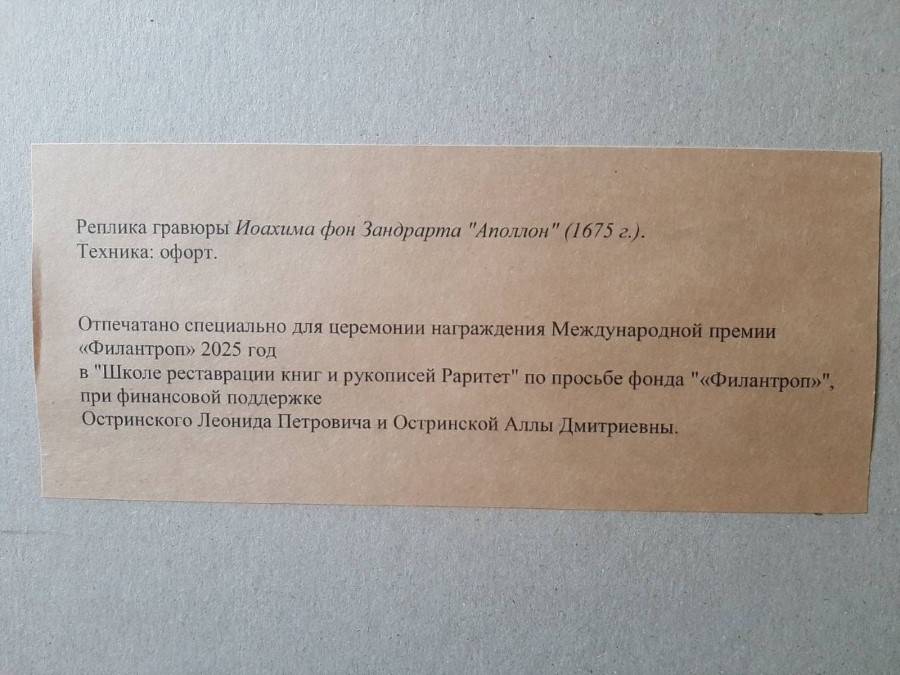 Реплика гравюры Иоахима фон Зандрарта "Аполлон" (1675 г.).
Техника: офорт.
Отпечатано специально для церемонии награждения Международной премии
«Филантроп» 2025 год
в "Школе реставрации книг и рукописей Раритет" по просьбе фонда "«Филантроп»",
при финансовой поддержке
Остринского Леонида Петровича и Остринской Аллы Дмитриевны.